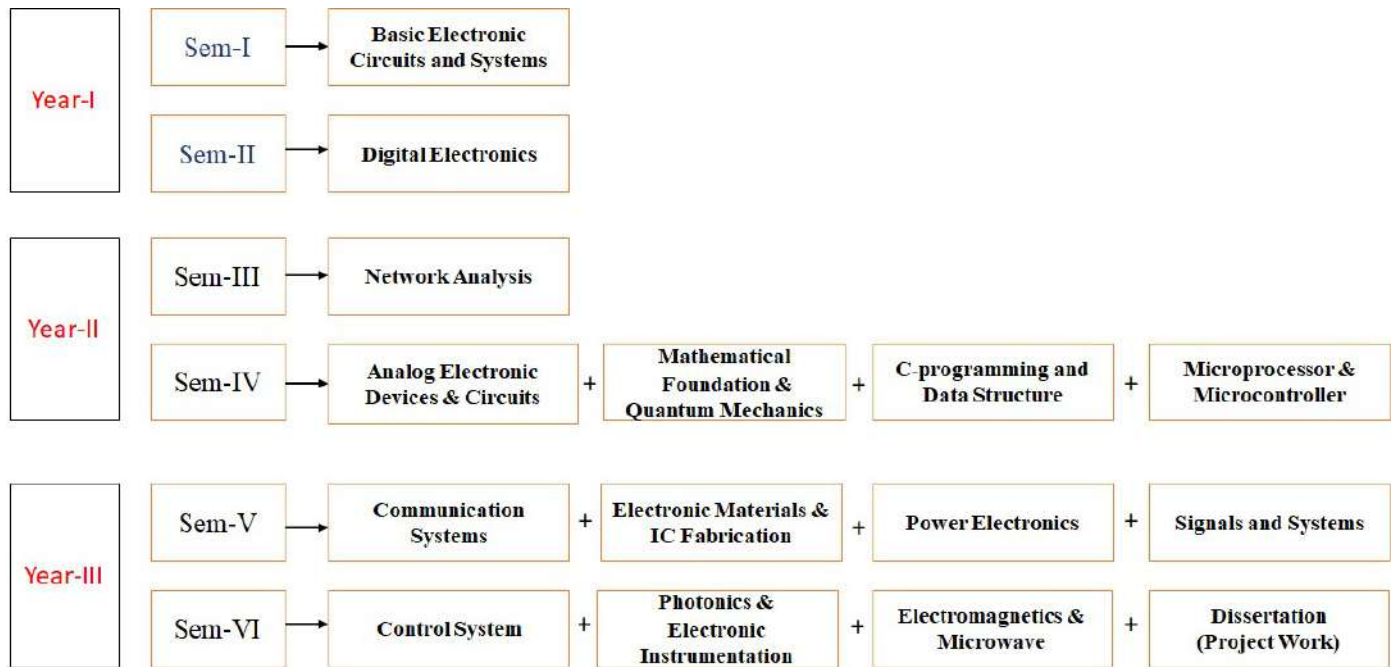 Year-I
Sem-I
Basic Electronic
Circuits and Systems
Sem-II
Digital Electronics
Year-II
Sem-III
Network Analysis
Sem-IV
Analog Electronic
Devices & Circuits
+
Mathematical
Foundation &
Quantum Mechanics
+
C-programming and
Data Structure
+
Microprocessor &
Microcontroller
Year-III
Sem-V
Communication
Systems
+
Electronic Materials &
IC Fabrication
+
Power Electronics
+
Signals and Systems
Sem-VI
Control System
+
Photonics &
Electronic
Instrumentation
+
Electromagnetics &
Microwave
+
Dissertation
(Project Work)